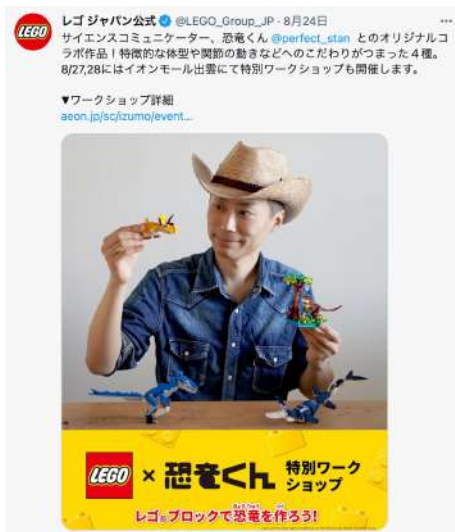 LEGO
レゴ ジャパン公式 @LEGO_Group_JP・8月24日
サイエンスコミュニケーター、恐竜くん @perfect_stan とのオリジナルコ
ラボ作品！特徴的な体型や関節の動きなどへのこだわりがつまった４種。
8/27,28にはイオンモール出雲にて特別ワークショップも開催します。
▼ワークショップ詳細
aeon.jp/sc/izumo/event...
LEGO × 恐竜くん 特別ワーク
ショップ
レゴ®ブロックで恐竜を作ろう！